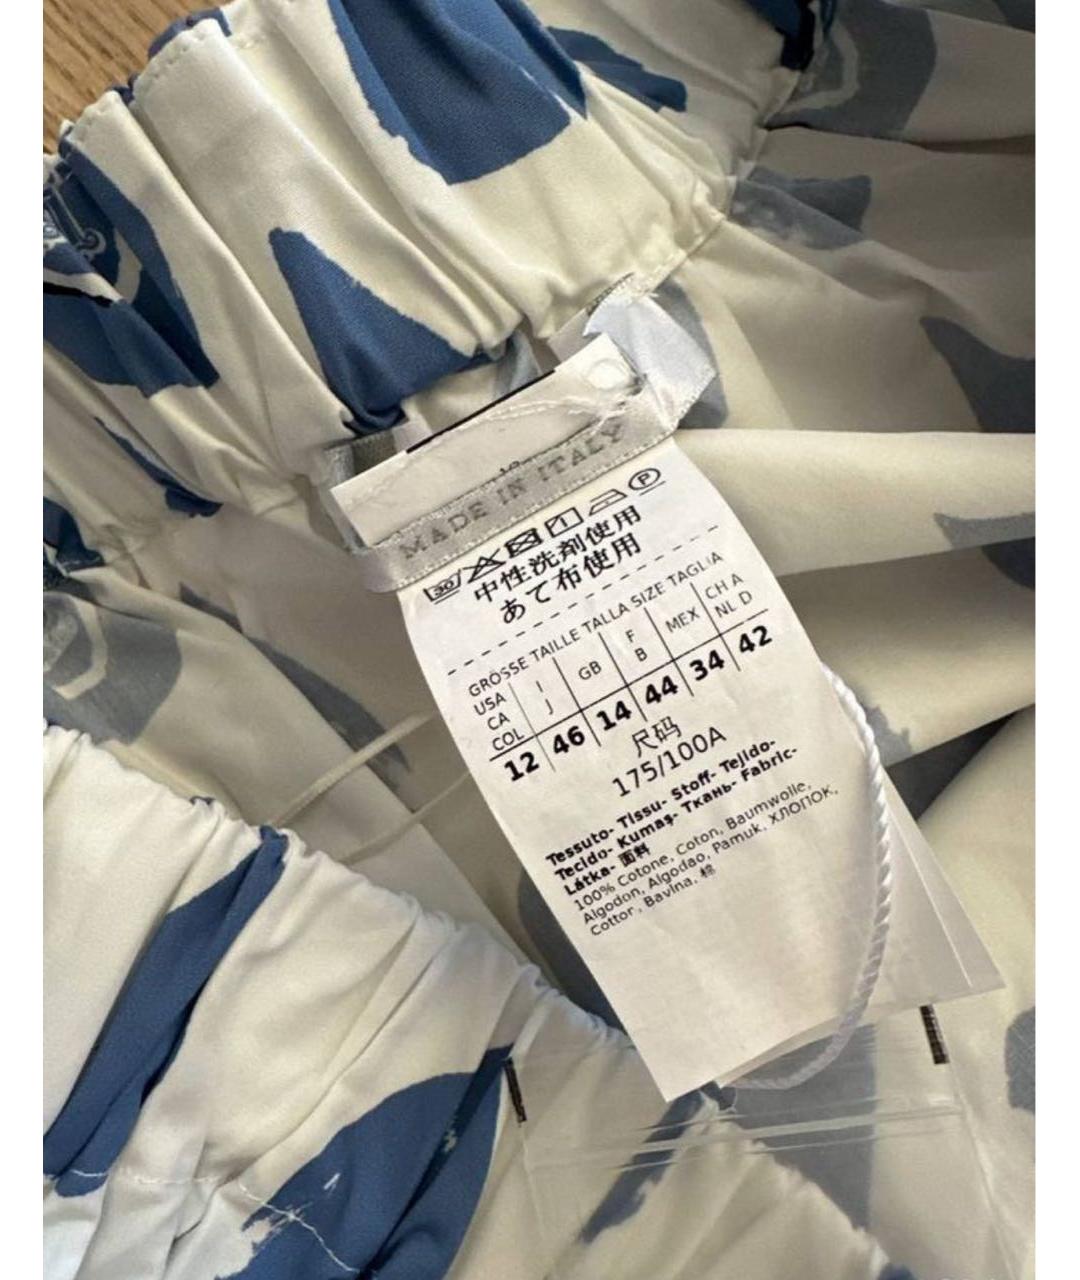 MADE IN ITALY
30 P
中性洗剤使用
あて布使用
GRÖSSE TAILLE TALLA SIZE TAGLIA
USA CA COL
I J
GB
F B
MEX
CH A NL D
12 46 14 44 34 42
尺码
175/100A
Tessuto- Tissu- Stoff- Tejido-
Tecido- Kumaş- Ткань- Fabric-
Látka- 面料
100% Cotone, Coton, Baumwolle,
Algodon, Algodao, Pamuk, ХЛОПОК,
Cotton, Bavlna, 棉